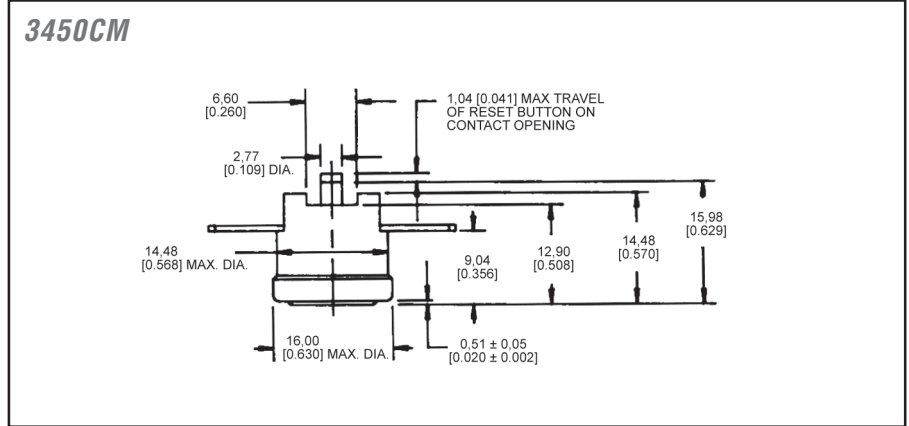 3450CM
6,60
[0.260]
1,04 [0.041] MAX TRAVEL
OF RESET BUTTON ON
CONTACT OPENING
2,77
[0.109] DIA.
14,48
[0.568] MAX. DIA.
9,04
[0.356]
12,90
[0.508]
14,48
[0.570]
15,98
[0.629]
16,00
[0.630] MAX. DIA.
0,51 ± 0,05
[0.020 ± 0.002]